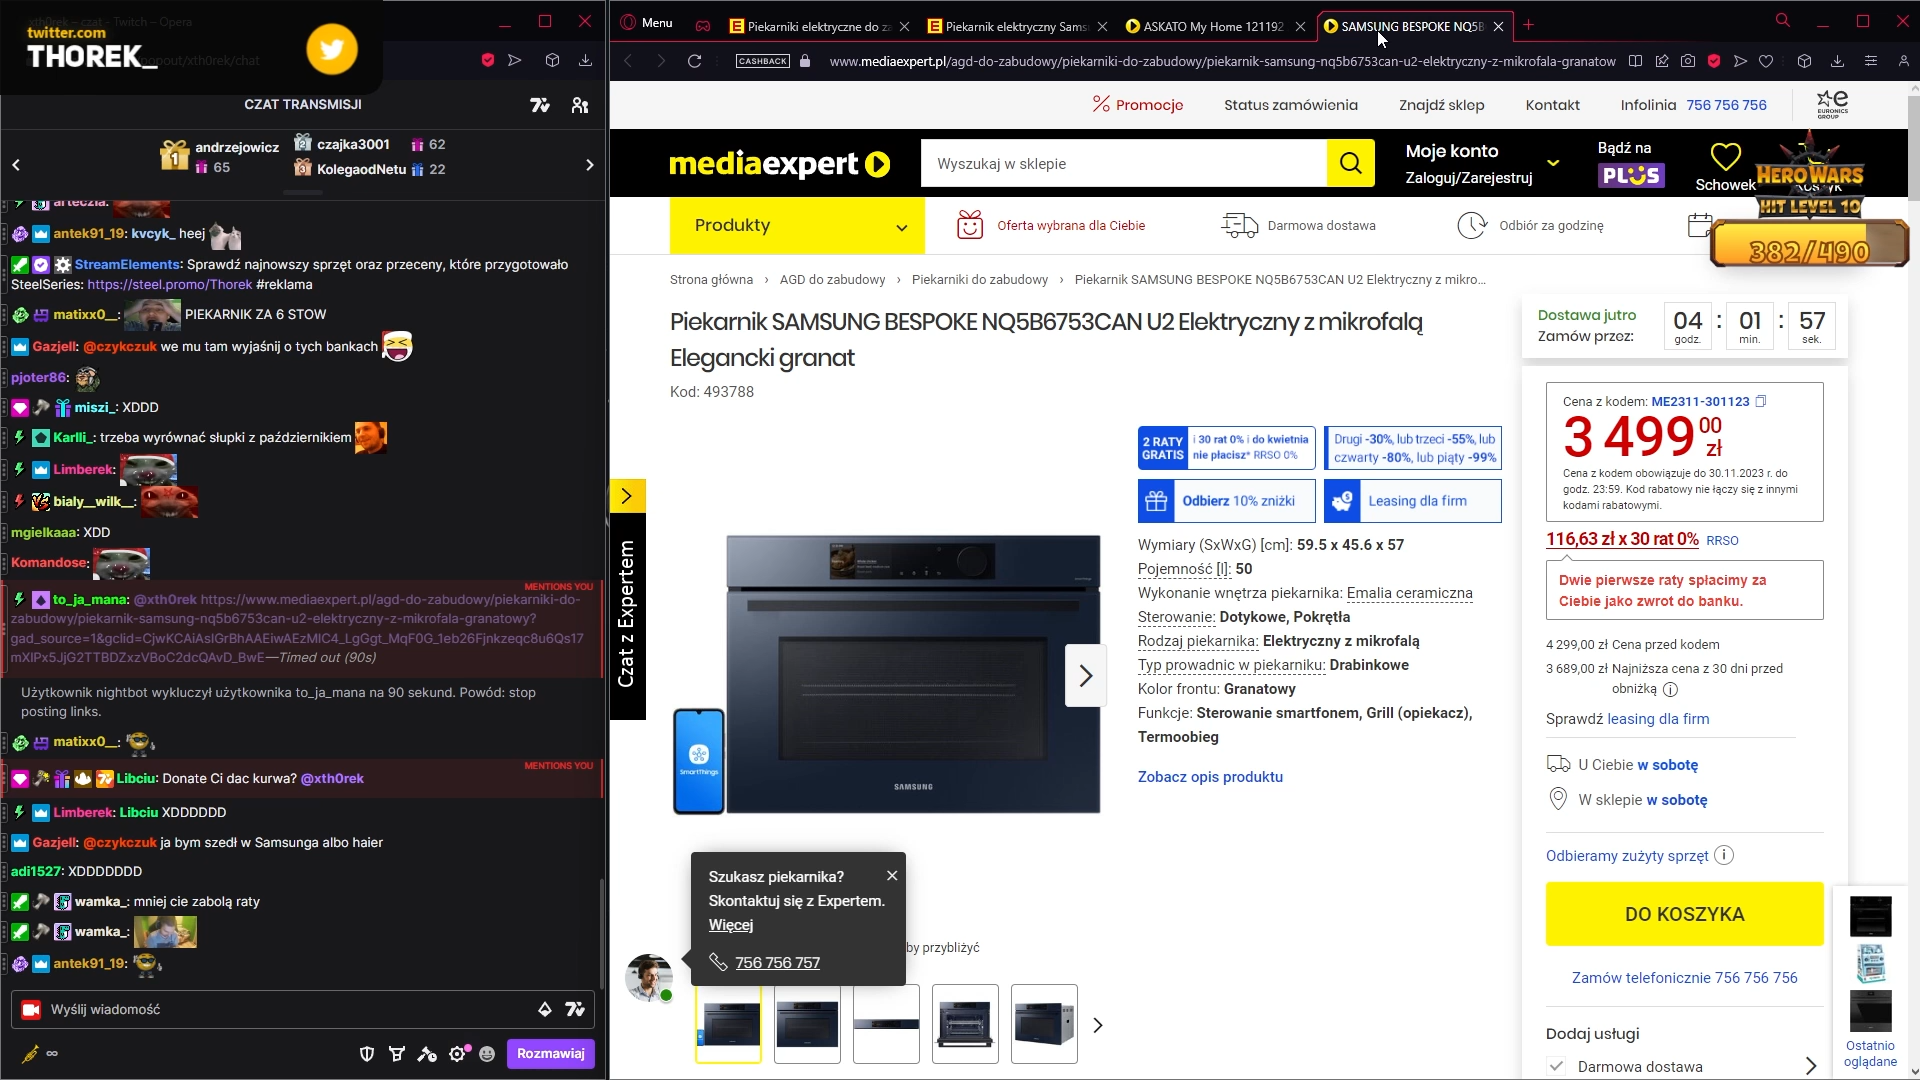 xth0rek – czat - Twitch – Opera
twitter.com
THOREK_
popout/xth0rek/chat
CZAT TRANSMISJI
andrzejowicz
65
czajka3001 62
KolegaodNetu 22
arteczia:
antek91_19: kvcyk_ heej
StreamElements: Sprawdź najnowszy sprzęt oraz przeceny, które przygotowało
SteelSeries: https://steel.promo/Thorek #reklama
matixx0__: PIEKARNIK ZA 6 STOW
Gazjell: @czykczuk we mu tam wyjaśnij o tych bankach
pjoter86:
miszi_: XDDD
Karlli_: trzeba wyrównać słupki z październikiem
Limberek:
bialy__wilk__:
mgielkaaa: XDD
Komandose:
MENTIONS YOU
to_ja_mana: @xth0rek https://www.mediaexpert.pl/agd-do-zabudowy/piekarniki-do-
zabudowy/piekarnik-samsung-nq5b6753can-u2-elektryczny-z-mikrofala-granatowy?
gad_source=1&gclid=CjwKCAiAsIGrBhAAEiwAEzMlC4_LgGgt_MqF0G_1eb26Fjnkzeqc8u6Qs17
mXIPx5JjG2TTBDZxzVBoC2dcQAvD_BwE—Timed out (90s)
Użytkownik nightbot wykluczył użytkownika to_ja_mana na 90 sekund. Powód: stop
posting links.
matixx0__:
MENTIONS YOU
Libciu: Donate Ci dac kurwa? @xth0rek
Limberek: Libciu XDDDDDD
Gazjell: @czykczuk ja bym szedł w Samsunga albo haier
adi1527: XDDDDDDD
wamka_: mniej cie zabolą raty
wamka_:
antek91_19:
Wyślij wiadomość
∞
Rozmawiaj
Menu
Piekarniki elektryczne do za
Piekarnik elektryczny Sams
ASKATO My Home 121192
SAMSUNG BESPOKE NQ5B
CASHBACK
www.mediaexpert.pl/agd-do-zabudowy/piekarniki-do-zabudowy/piekarnik-samsung-nq5b6753can-u2-elektryczny-z-mikrofala-granatow
Promocje
Status zamówienia
Znajdź sklep
Kontakt
Infolinia 756 756 756
EURONICS
GROUP
mediaexpert
Wyszukaj w sklepie
Moje konto
Zaloguj/Zarejestruj
Bądź na
PLUS
Schowek
HERO WARS
HIT LEVEL 10
382/490
Produkty
Oferta wybrana dla Ciebie
Darmowa dostawa
Odbiór za godzinę
Strona główna › AGD do zabudowy › Piekarniki do zabudowy › Piekarnik SAMSUNG BESPOKE NQ5B6753CAN U2 Elektryczny z mikro...
Piekarnik SAMSUNG BESPOKE NQ5B6753CAN U2 Elektryczny z mikrofalą
Elegancki granat
Kod: 493788
2 RATY
GRATIS
i 30 rat 0% i do kwietnia
nie płacisz* RRSO 0%
Drugi -30%, lub trzeci -55%, lub
czwarty -80%, lub piąty -99%
Odbierz 10% zniżki
Leasing dla firm
Wymiary (SxWxG) [cm]: 59.5 x 45.6 x 57
Pojemność [l]: 50
Wykonanie wnętrza piekarnika: Emalia ceramiczna
Sterowanie: Dotykowe, Pokrętła
Rodzaj piekarnika: Elektryczny z mikrofalą
Typ prowadnic w piekarniku: Drabinkowe
Kolor frontu: Granatowy
Funkcje: Sterowanie smartfonem, Grill (opiekacz),
Termoobieg
Zobacz opis produktu
Czat z Expertem
SmartThings
SAMSUNG
Szukasz piekarnika?
Skontaktuj się z Expertem.
Więcej
756 756 757
by przybliżyć
Dostawa jutro
Zamów przez:
04 : 01 : 57
godz. min. sek.
Cena z kodem: ME2311-301123
3 499 00 zł
Cena z kodem obowiązuje do 30.11.2023 r. do
godz. 23:59. Kod rabatowy nie łączy się z innymi
kodami rabatowymi.
116,63 zł x 30 rat 0% RRSO
Dwie pierwsze raty spłacimy za
Ciebie jako zwrot do banku.
4 299,00 zł Cena przed kodem
3 689,00 zł Najniższa cena z 30 dni przed
obniżką
Sprawdź leasing dla firm
U Ciebie w sobotę
W sklepie w sobotę
Odbieramy zużyty sprzęt
DO KOSZYKA
Zamów telefonicznie 756 756 756
Dodaj usługi
Darmowa dostawa
Ostatnio
oglądane